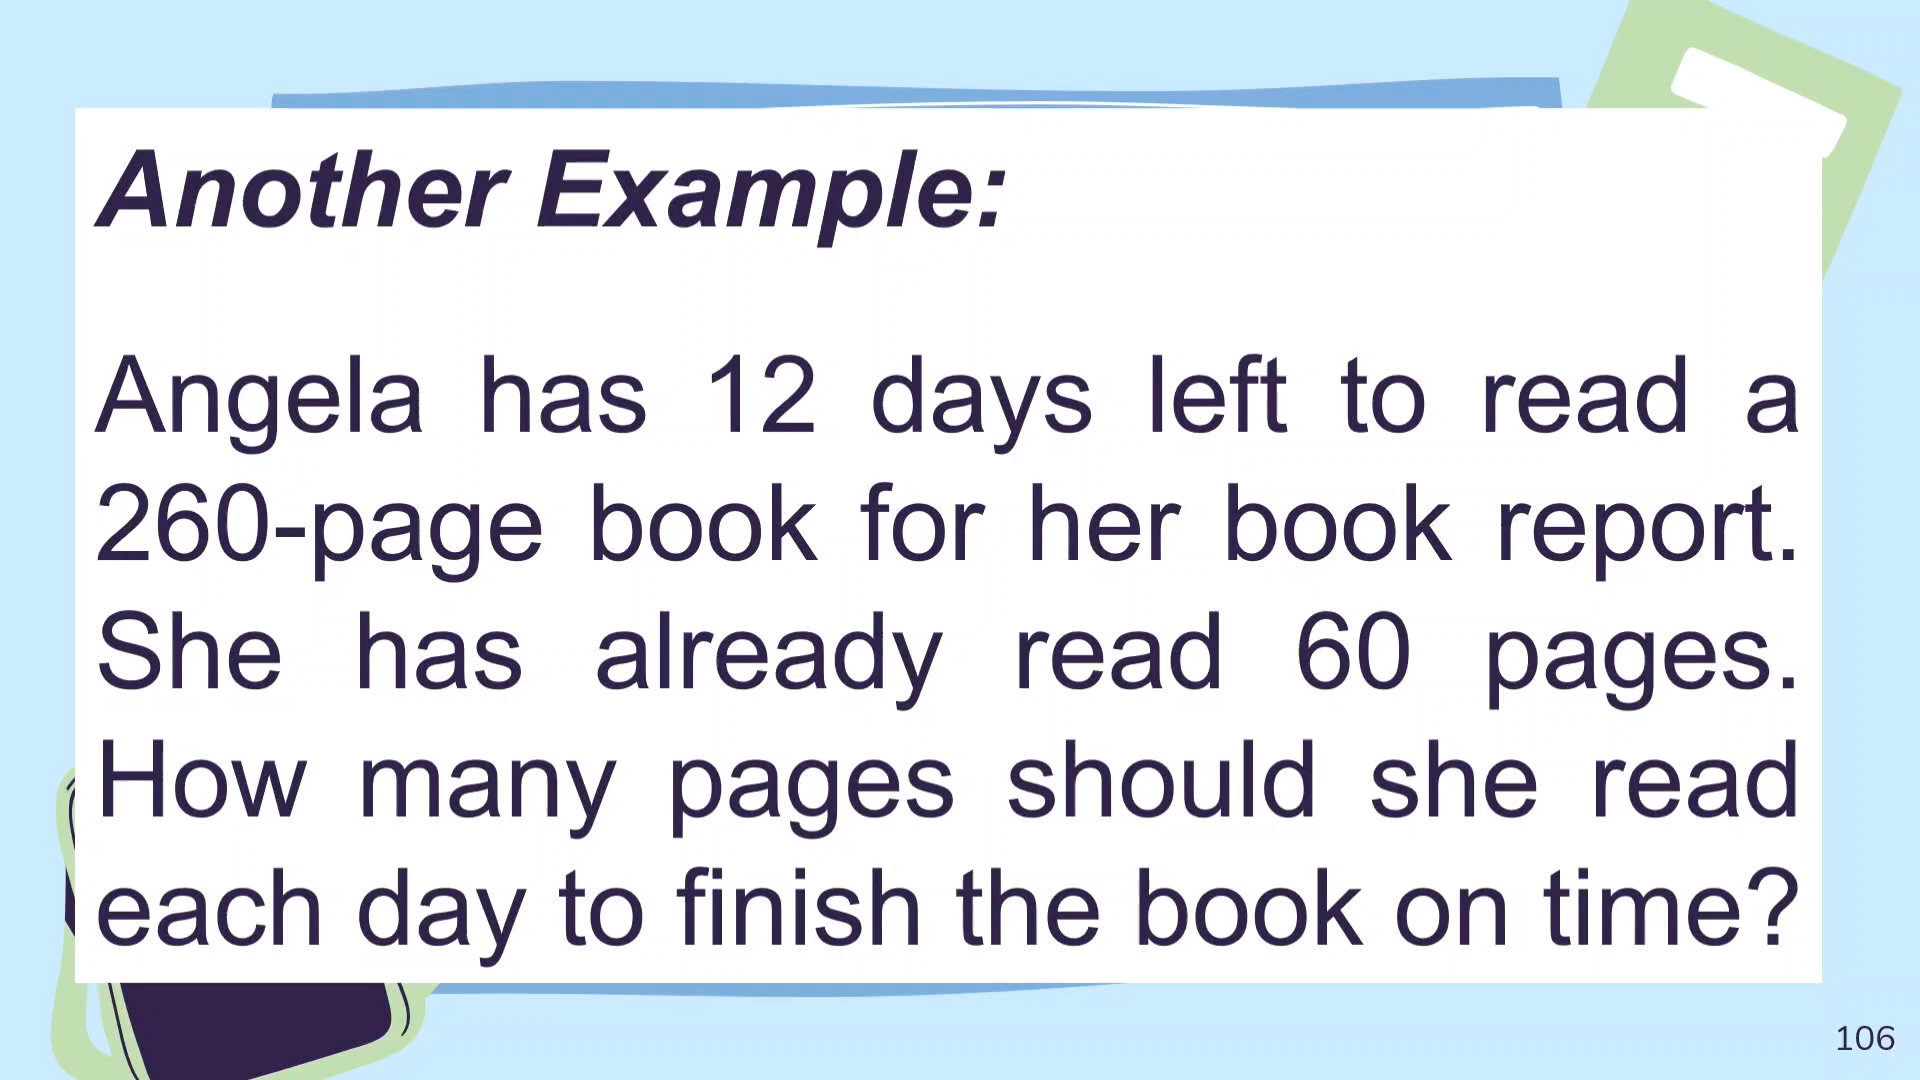 Another Example:
Angela has 12 days left to read a
260-page book for her book report.
She has already read 60 pages.
How many pages should she read
each day to finish the book on time?
106